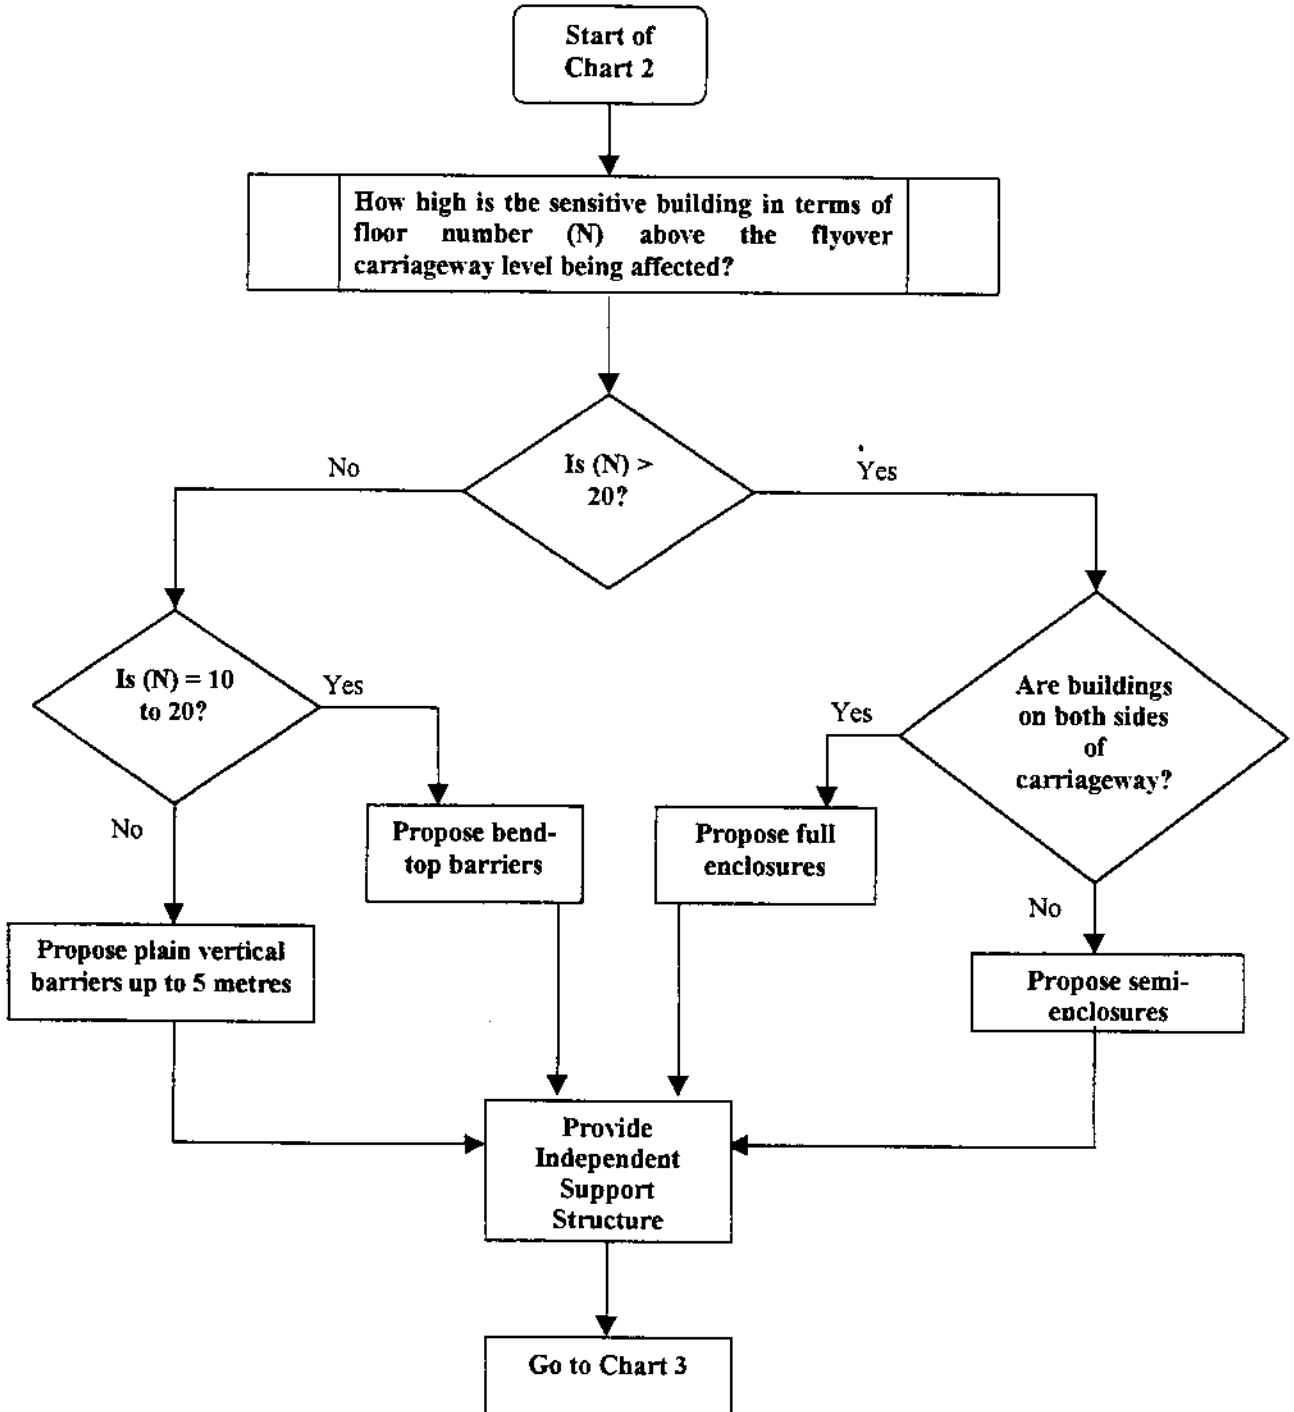 Start of
Chart 2
How high is the sensitive building in terms of
floor number (N) above the flyover
carriageway level being affected?
Is (N) >
20?
No
Yes
Is (N) = 10
to 20?
Yes
No
Are buildings
on both sides
of
carriageway?
Yes
No
Propose bend-
top barriers
Propose full
enclosures
Propose plain vertical
barriers up to 5 metres
Propose semi-
enclosures
Provide
Independent
Support
Structure
Go to Chart 3